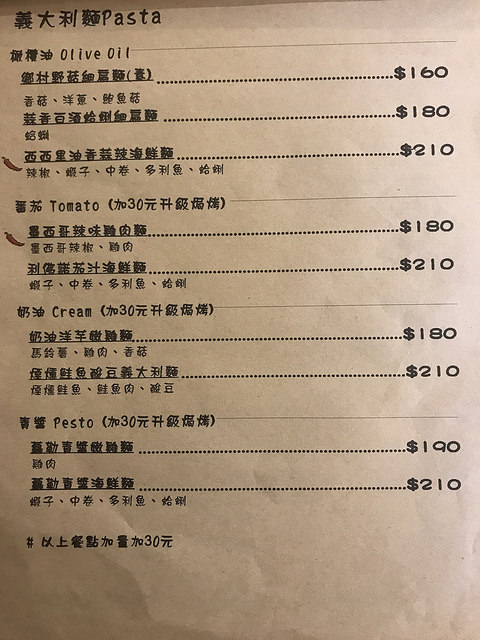 義大利麵Pasta
橄欖油 Olive Oil
鄉村野菇細扁麵(素)......$160
香菇、洋蔥、鮑魚菇
蒜香白酒蛤蜊細扁麵......$180
蛤蜊
西西里油香蒜辣海鮮麵......$210
辣椒、蝦子、中卷、多利魚、蛤蜊
蕃茄 Tomato (加30元升級焗烤)
墨西哥辣味雞肉麵......$180
墨西哥辣椒、雞肉
利佛諾茄汁海鮮麵......$210
蝦子、中卷、多利魚、蛤蜊
奶油 Cream (加30元升級焗烤)
奶油洋芋嫩雞麵......$180
馬鈴薯、雞肉、香菇
煙燻鮭魚酸豆義大利麵......$210
煙燻鮭魚、鮭魚肉、酸豆
青醬 Pesto (加30元升級焗烤)
羅勒青醬嫩雞麵......$190
雞肉
羅勒青醬海鮮麵......$210
蝦子、中卷、多利魚、蛤蜊
# 以上餐點加量加30元